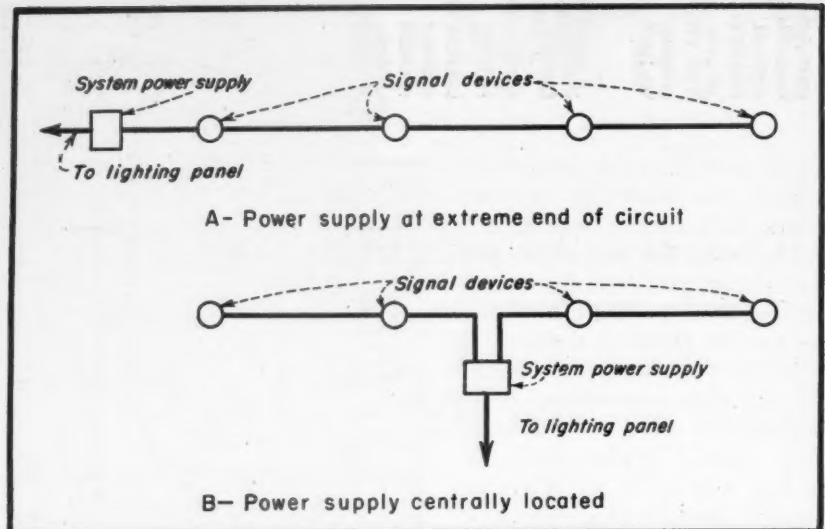 System power supply
Signal devices
To lighting panel
A- Power supply at extreme end of circuit
Signal devices
System power supply
To lighting panel
B- Power supply centrally located